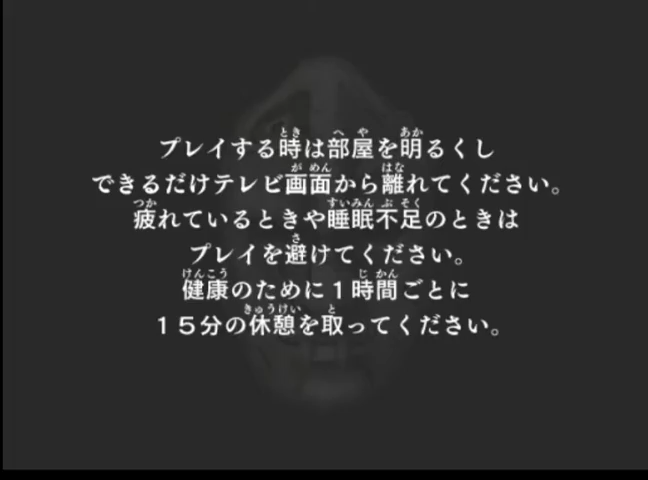 プレイする時は部屋を明るくし
できるだけテレビ画面から離れてください。
疲れているときや睡眠不足のときは
プレイを避けてください。
健康のために１時間ごとに
１５分の休憩を取ってください。